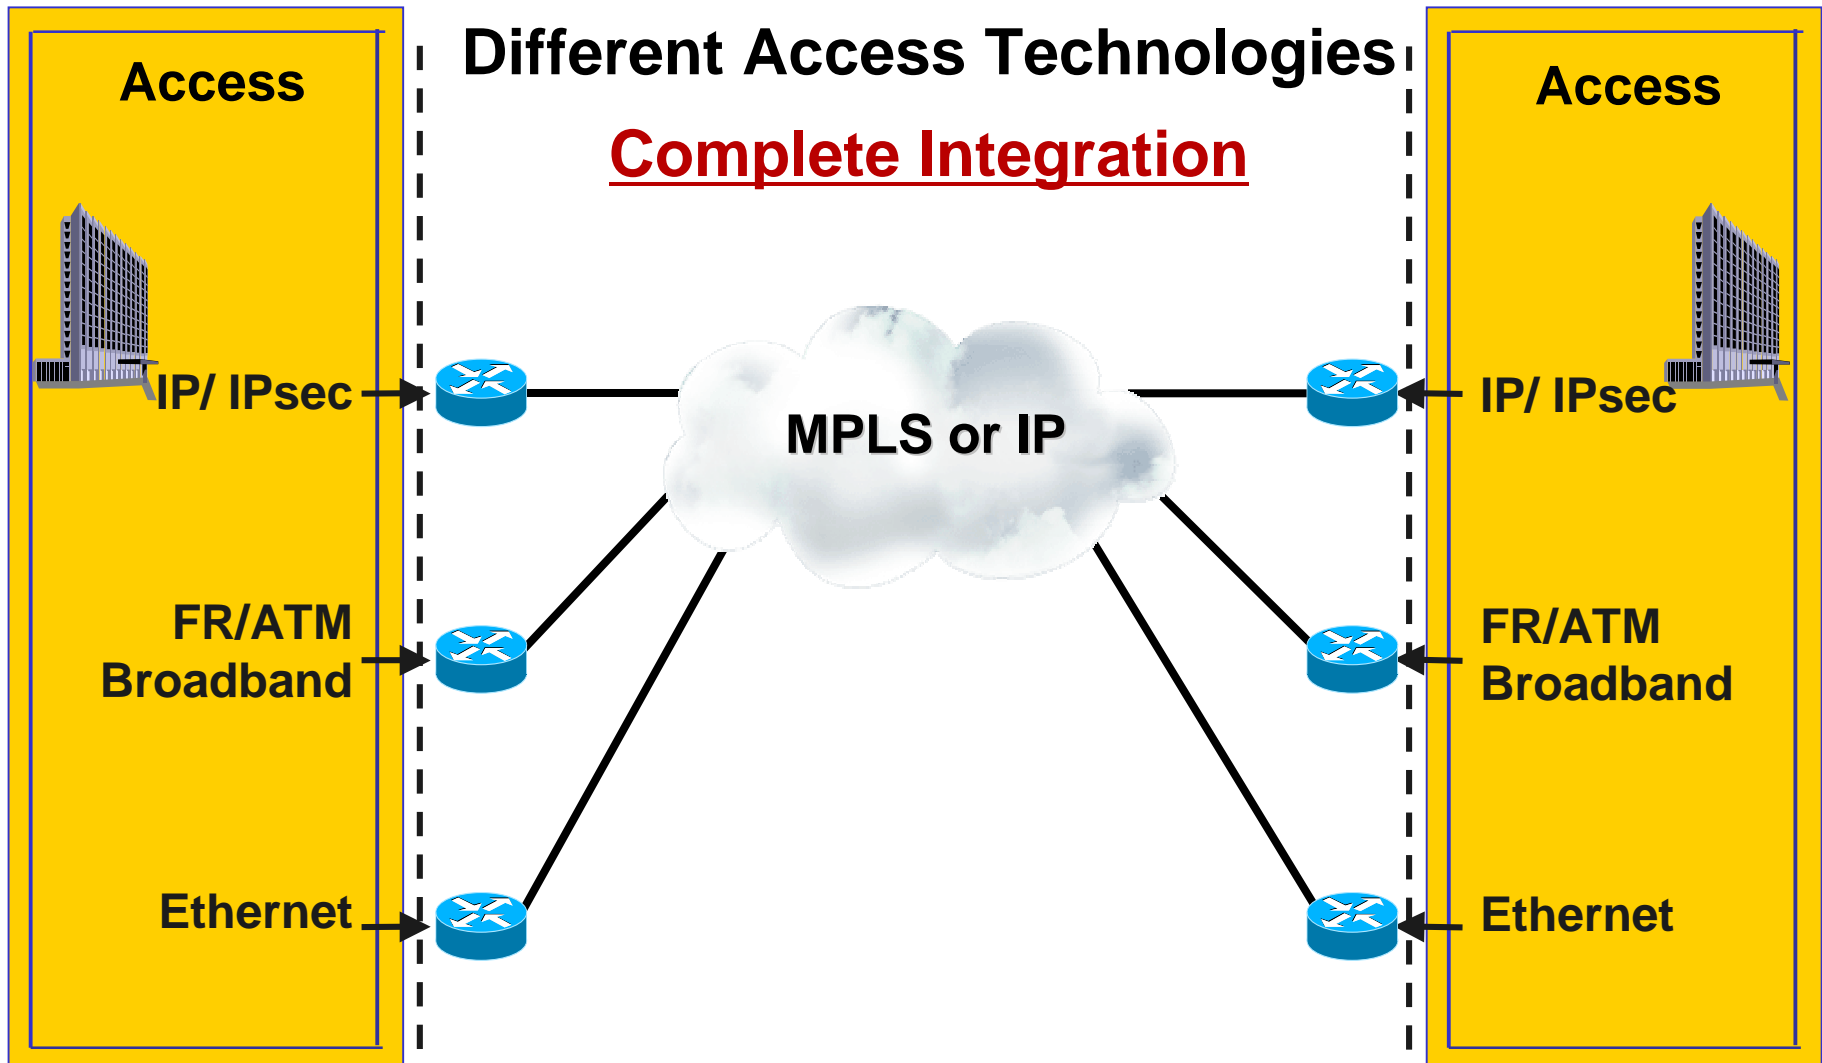 Different Access Technologies
Complete Integration
Access
IP/ IPsec
FR/ATM
Broadband
Ethernet
MPLS or IP
Access
IP/ IPsec
FR/ATM
Broadband
Ethernet